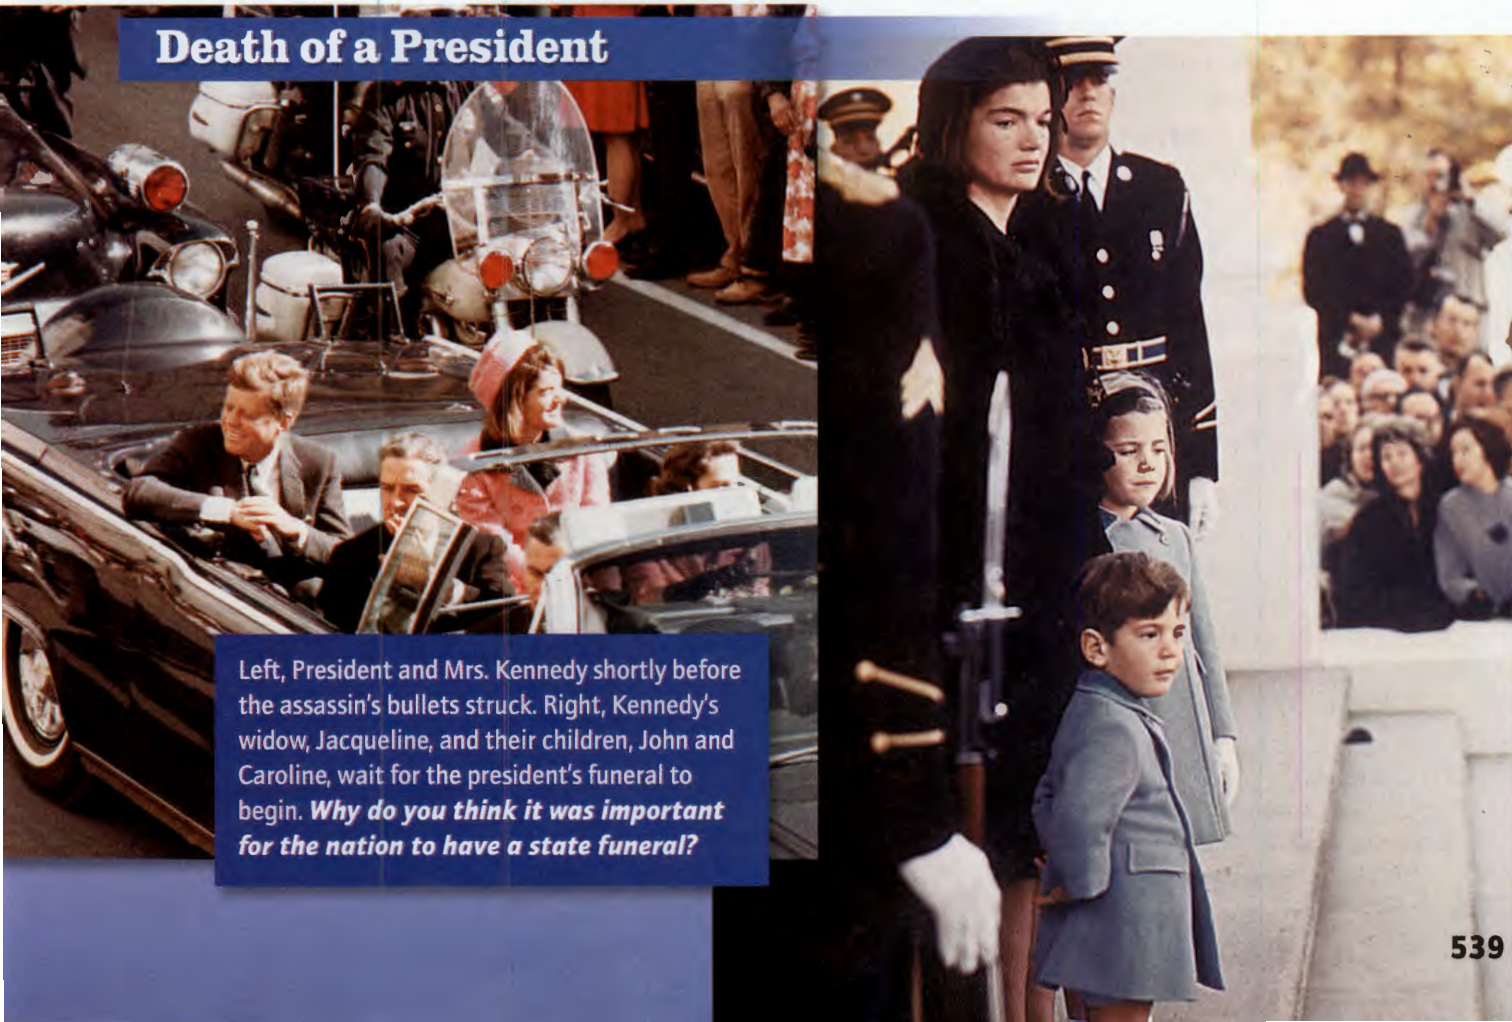 Death of a President
Left, President and Mrs. Kennedy shortly before
the assassin's bullets struck. Right, Kennedy's
widow, Jacqueline, and their children, John and
Caroline, wait for the president's funeral to
begin. Why do you think it was important
for the nation to have a state funeral?
539